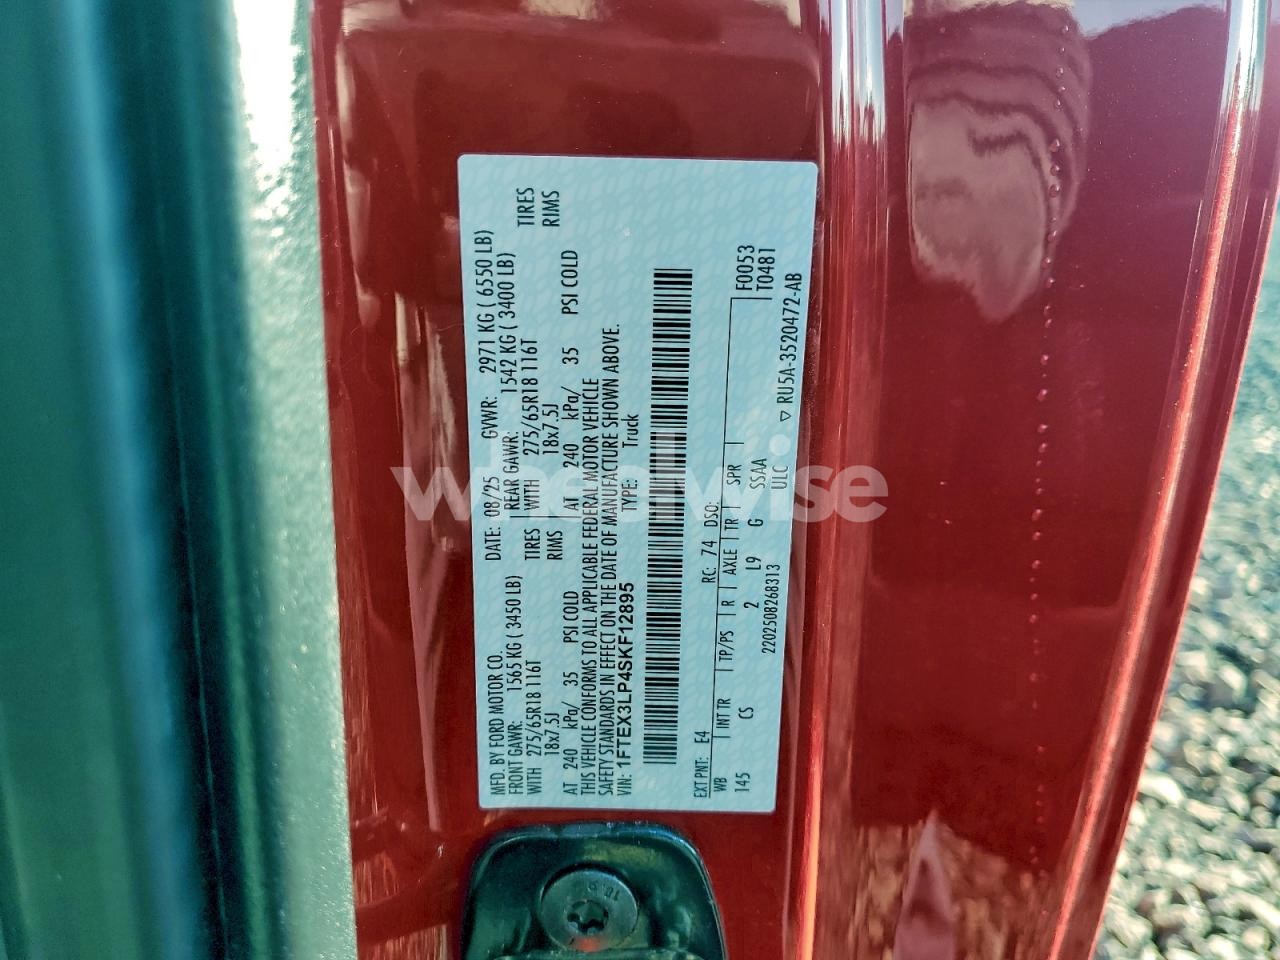 MFD. BY FORD MOTOR CO.
DATE: 08/25 GVWR: 2971 KG ( 6550 LB)
FRONT GAWR: 1565 KG ( 3450 LB)
REAR GAWR: 1542 KG ( 3400 LB)
WITH 275/65R18 116T TIRES
WITH 275/65R18 116T TIRES
18x7.5J RIMS
18x7.5J RIMS
AT 240 kPa/ 35 PSI COLD
AT 240 kPa/ 35 PSI COLD
THIS VEHICLE CONFORMS TO ALL APPLICABLE FEDERAL MOTOR VEHICLE
SAFETY STANDARDS IN EFFECT ON THE DATE OF MANUFACTURE SHOWN ABOVE.
VIN: 1FTEX3LP4SKF12895 TYPE: Truck
EXT PNT: E4 RC: 74 DSO: F0053
WB INT TR TP/PS R AXLE TR SPR T0481
145 CS 2 L9 G SSAA
2202508268313 ULC ▽ RU5A-3520472-AB
wheelwise